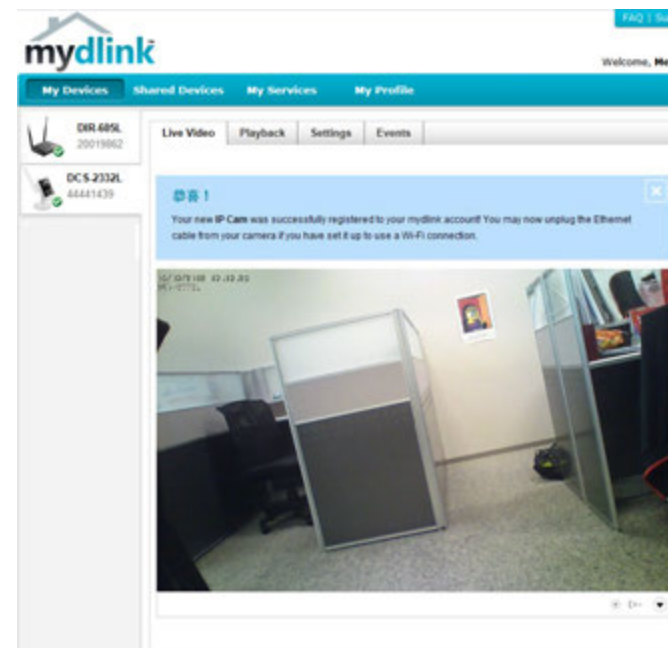 FAQ | Su
mydlink
Welcome, Me
My Devices Shared Devices My Services My Profile
DIR-605L
20019862
DCS-2332L
44441439
Live Video Playback Settings Events
恭喜！
Your new IP Cam was successfully registered to your mydlink account! You may now unplug the Ethernet
cable from your camera if you have set it up to use a Wi-Fi connection.